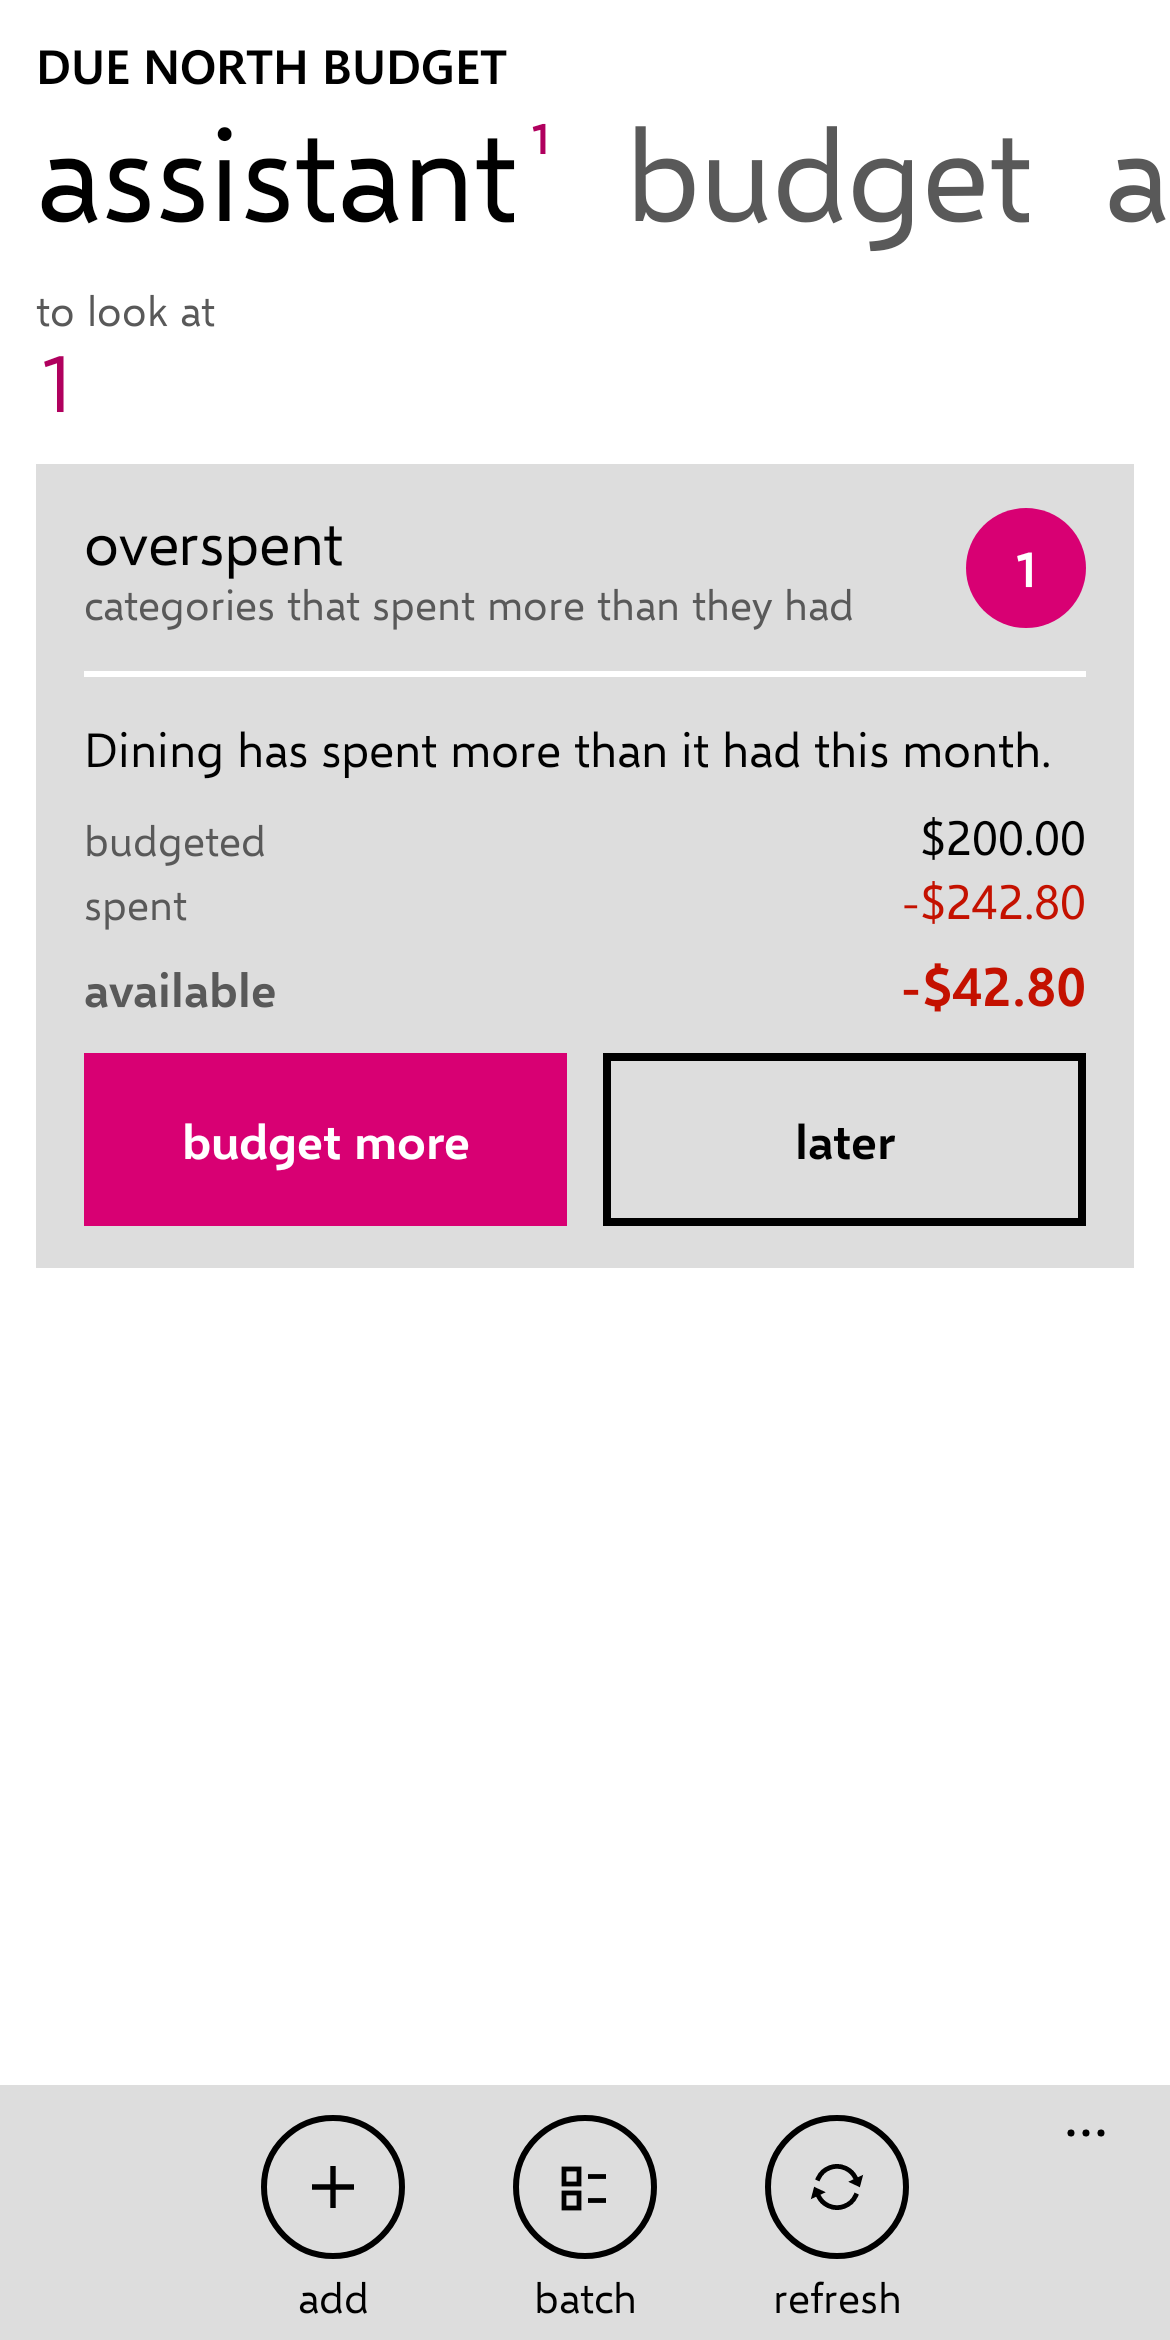 DUE NORTH BUDGET
assistant 1 budget a
to look at
1
overspent
1
categories that spent more than they had
Dining has spent more than it had this month.
budgeted $200.00
spent -$242.80
available -$42.80
budget more later
...
add batch refresh